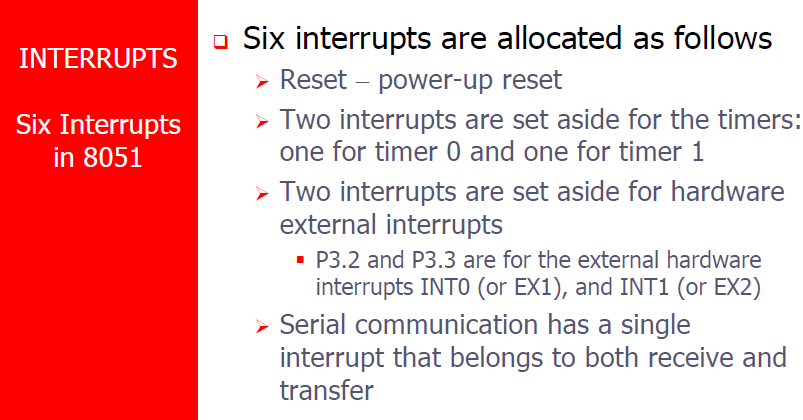 INTERRUPTS
Six Interrupts
in 8051
Six interrupts are allocated as follows
Reset – power-up reset
Two interrupts are set aside for the timers:
one for timer 0 and one for timer 1
Two interrupts are set aside for hardware
external interrupts
P3.2 and P3.3 are for the external hardware
interrupts INT0 (or EX1), and INT1 (or EX2)
Serial communication has a single
interrupt that belongs to both receive and
transfer